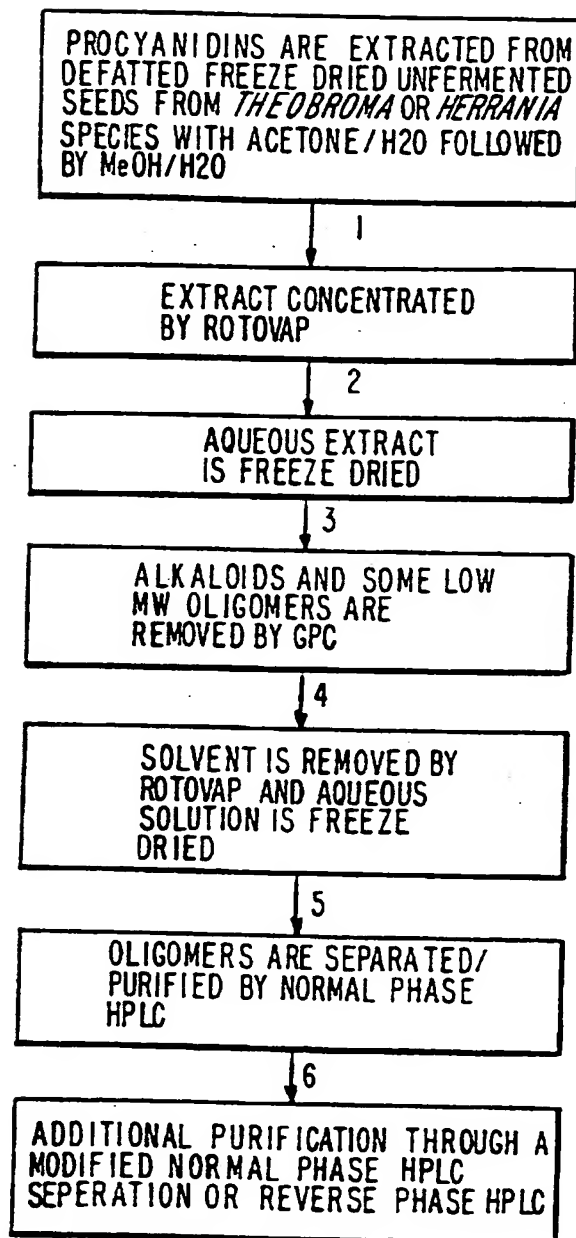 PROCYANIDINS ARE EXTRACTED FROM
DEFATTED FREEZE DRIED UNFERMENTED
SEEDS FROM THEOBROMA OR HERRANIA
SPECIES WITH ACETONE/H2O FOLLOWED
BY MeOH/H2O
1
EXTRACT CONCENTRATED
BY ROTOVAP
2
AQUEOUS EXTRACT
IS FREEZE DRIED
3
ALKALOIDS AND SOME LOW
MW OLIGOMERS ARE
REMOVED BY GPC
4
SOLVENT IS REMOVED BY
ROTOVAP AND AQUEOUS
SOLUTION IS FREEZE
DRIED
5
OLIGOMERS ARE SEPARATED/
PURIFIED BY NORMAL PHASE
HPLC
6
ADDITIONAL PURIFICATION THROUGH A
MODIFIED NORMAL PHASE HPLC
SEPERATION OR REVERSE PHASE HPLC